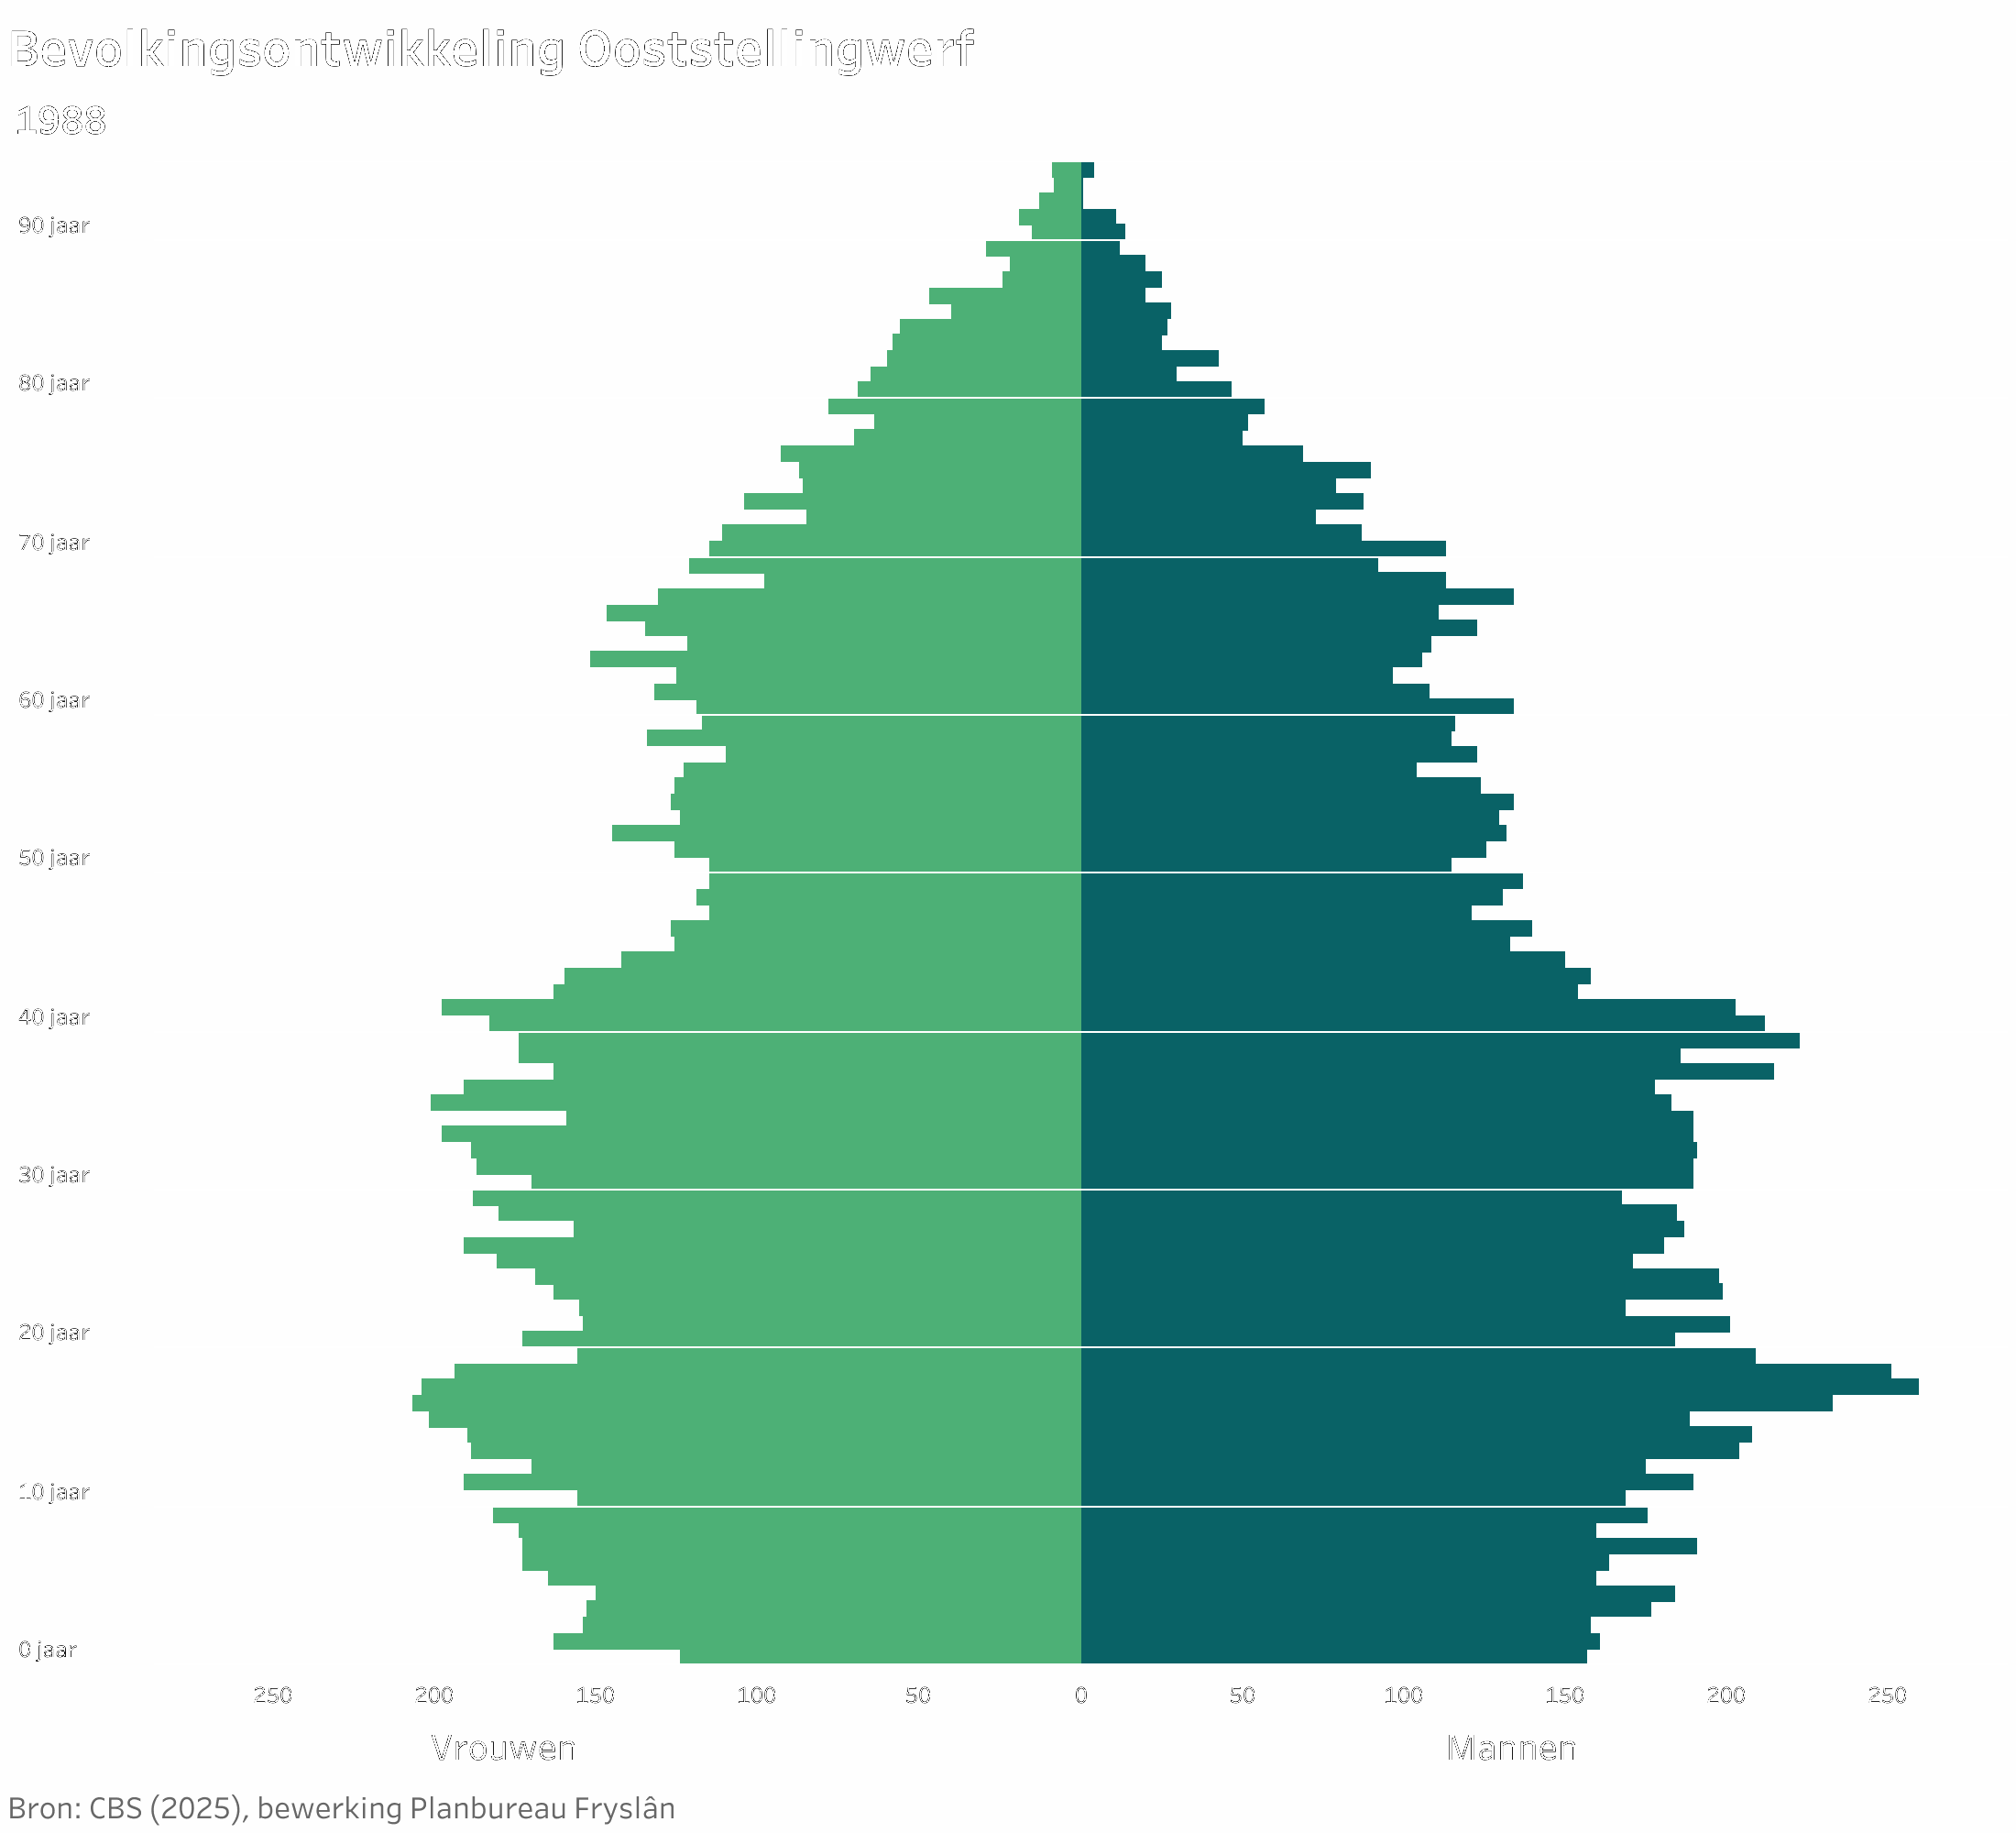 Bevolkingsontwikkeling Ooststellingwerf
1988
90 jaar
80 jaar
70 jaar
60 jaar
50 jaar
40 jaar
30 jaar
20 jaar
10 jaar
0 jaar
250 200 150 100 50 0 50 100 150 200 250
Vrouwen Mannen
Bron: CBS (2025), bewerking Planbureau Fryslân